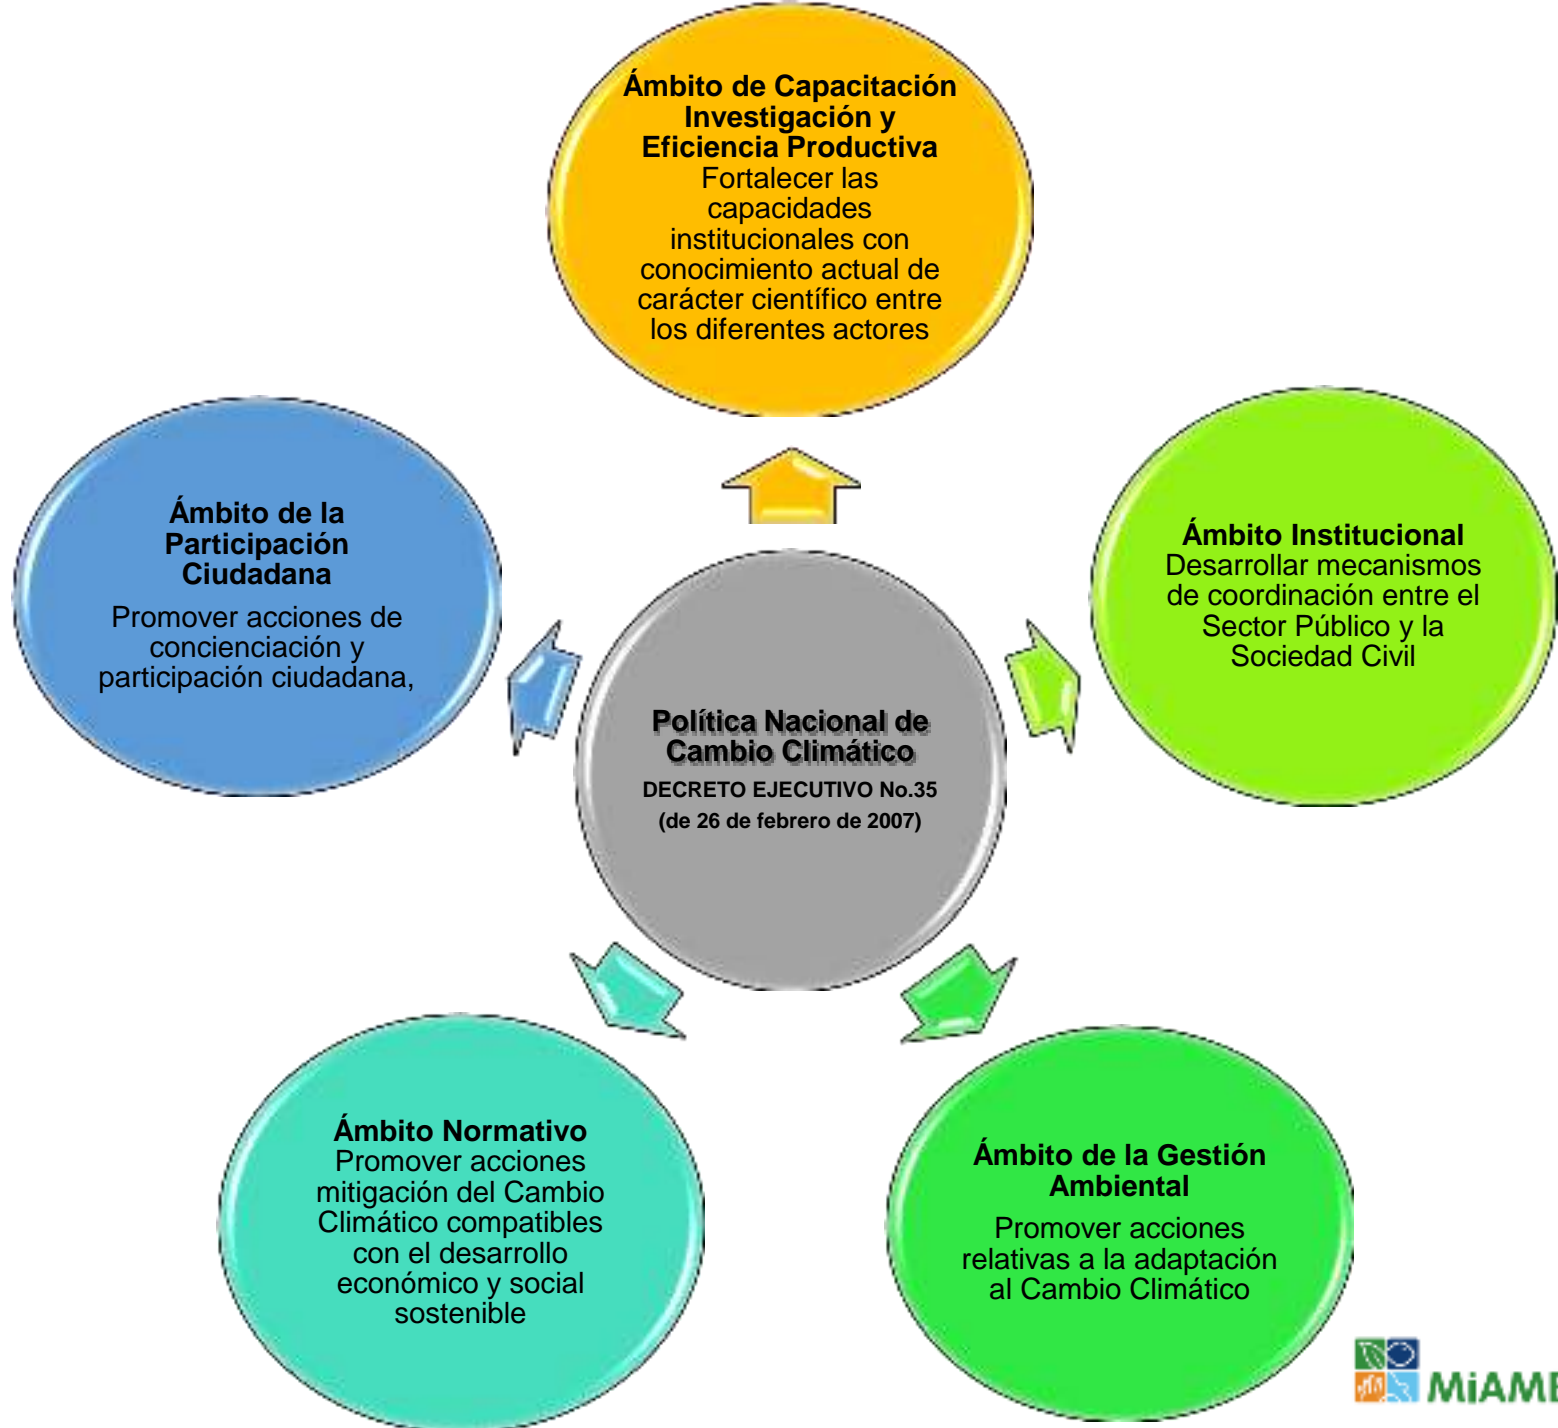 Ámbito de Capacitación
Investigación y
Eficiencia Productiva
Fortalecer las
capacidades
institucionales con
conocimiento actual de
carácter científico entre
los diferentes actores
Ámbito de la
Participación
Ciudadana
Promover acciones de
concienciación y
participación ciudadana,
Ámbito Institucional
Desarrollar mecanismos
de coordinación entre el
Sector Público y la
Sociedad Civil
Política Nacional de
Cambio Climático
DECRETO EJECUTIVO No.35
(de 26 de febrero de 2007)
Ámbito Normativo
Promover acciones
mitigación del Cambio
Climático compatibles
con el desarrollo
económico y social
sostenible
Ámbito de la Gestión
Ambiental
Promover acciones
relativas a la adaptación
al Cambio Climático